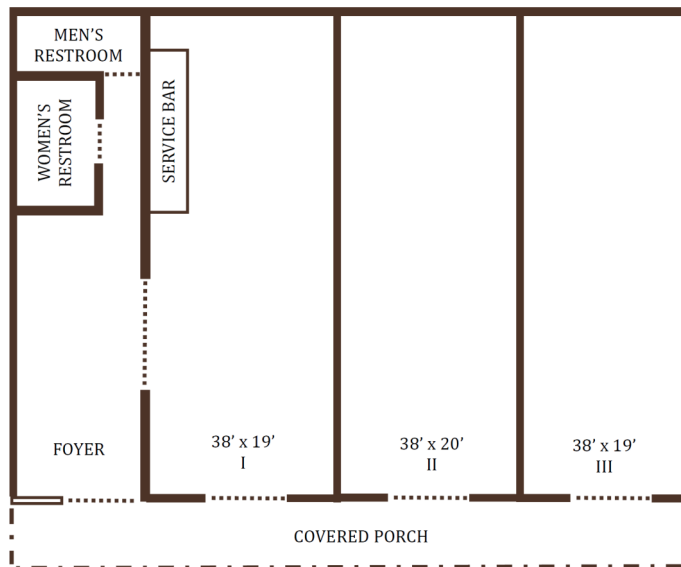 MEN’S
RESTROOM
WOMEN’S
RESTROOM
SERVICE BAR
FOYER
38’ x 19’
I
38’ x 20’
II
38’ x 19’
III
COVERED PORCH